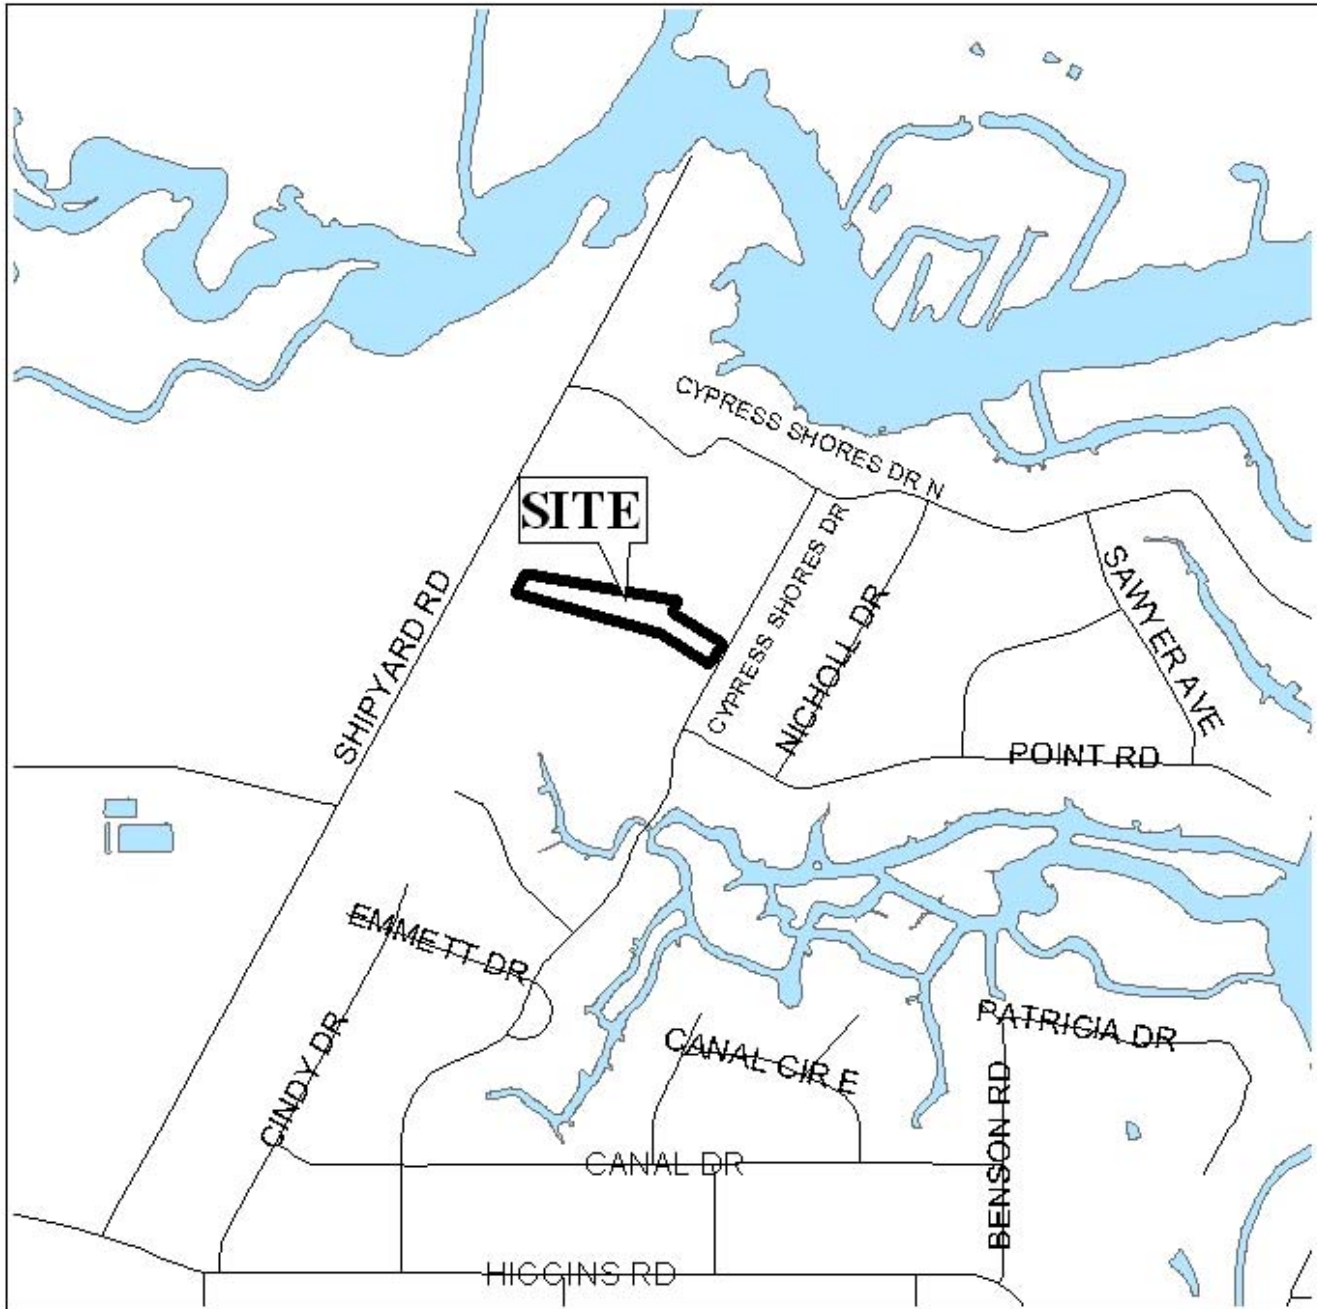 CYPRESS SHORES DR N
SITE
CYPRESS SHORES DR
NICHOLL DR
SAWYER AVE
SHIPYARD RD
POINT RD
EMMETT DR
CINDY DR
CANAL CIR E
PATRICIA DR
BENSON RD
CANAL DR
HIGGINS RD